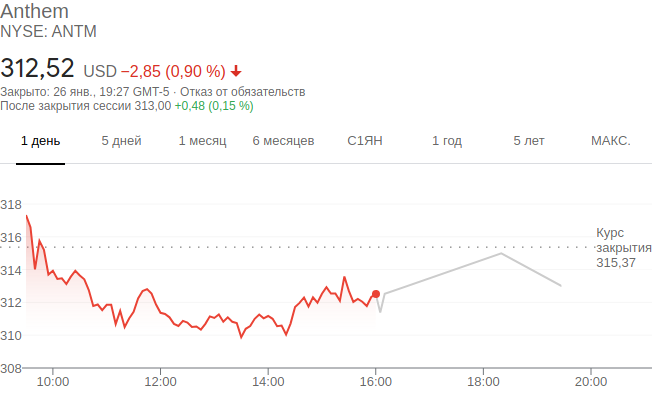 Anthem
NYSE: ANTM
312,52 USD −2,85 (0,90 %)
Закрыто: 26 янв., 19:27 GMT-5 · Отказ от обязательств
После закрытия сессии 313,00 +0,48 (0,15 %)
1 день 5 дней 1 месяц 6 месяцев С1ЯН 1 год 5 лет МАКС.
318
316
314
312
310
308
Курс
закрытия
315,37
10:00 12:00 14:00 16:00 18:00 20:00